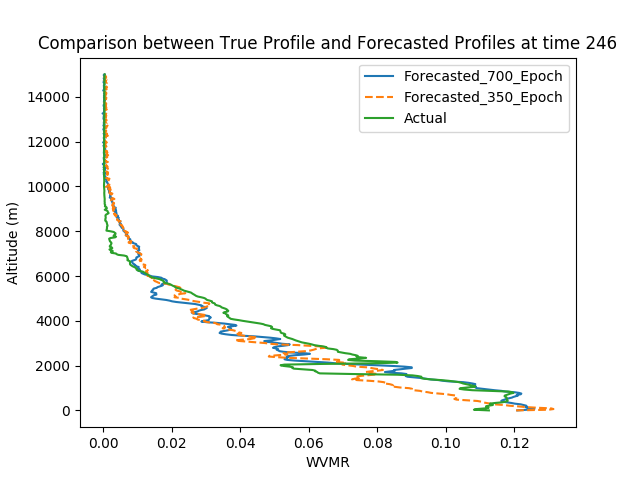 Comparison between True Profile and Forecasted Profiles at time 246
Forecasted_700_Epoch
Forecasted_350_Epoch
Actual
Altitude (m)
14000
12000
10000
8000
6000
4000
2000
0
0.00 0.02 0.04 0.06 0.08 0.10 0.12
WVMR